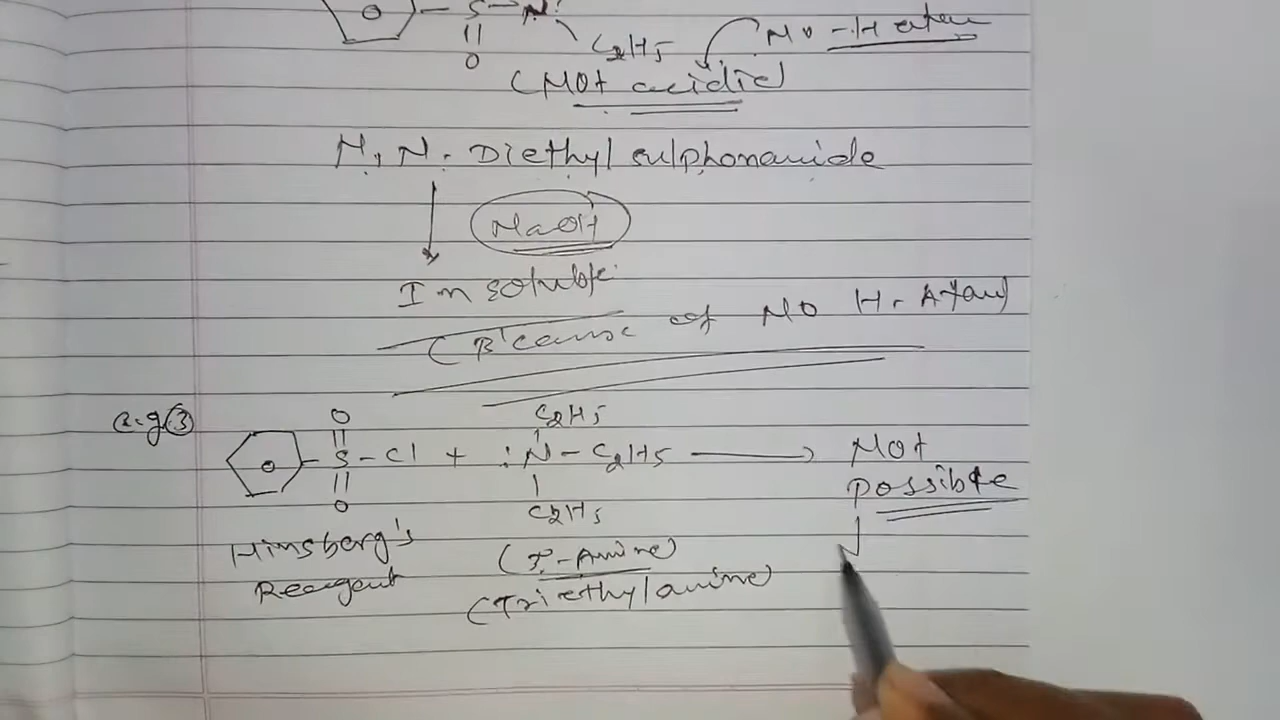 S - N:
O
C2H5
No -H atom
(Not acidic)
N, N. Diethyl sulphonamide
NaOH
Insoluble
(B'cause of No H. Atom)
e.g ③
O
S - Cl + :N - C2H5 → Not possible
C2H5
O
C2H5
Hinsberg's
Reagent
(3°-Amine)
(Triethylamine)